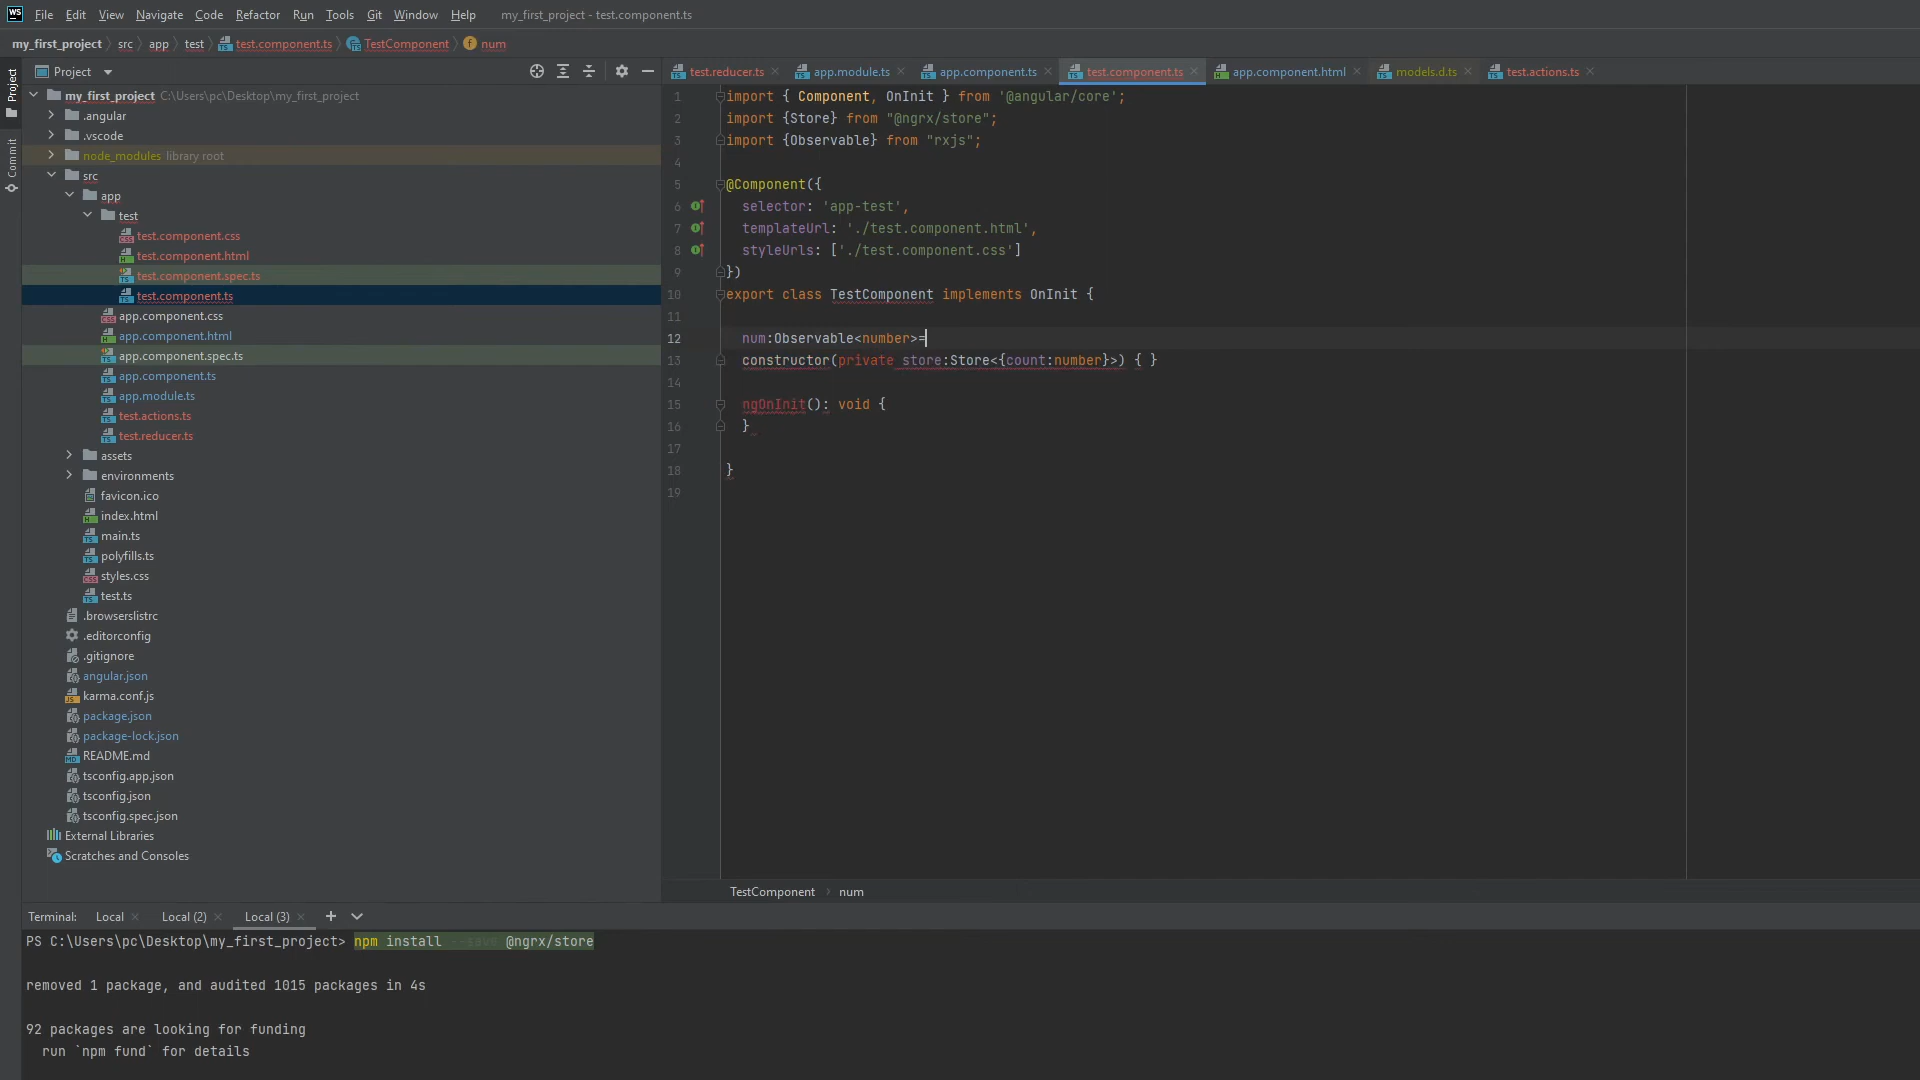 WS File Edit View Navigate Code Refactor Run Tools Git Window Help my_first_project - test.component.ts
my_first_project src app test test.component.ts TestComponent f num
Project
Commit
Project
my_first_project C:\Users\pc\Desktop\my_first_project
.angular
.vscode
node_modules library root
src
app
test
test.component.css
test.component.html
test.component.spec.ts
test.component.ts
app.component.css
app.component.html
app.component.spec.ts
app.component.ts
app.module.ts
test.actions.ts
test.reducer.ts
assets
environments
favicon.ico
index.html
main.ts
polyfills.ts
styles.css
test.ts
.browserslistrc
.editorconfig
.gitignore
angular.json
karma.conf.js
package.json
package-lock.json
README.md
tsconfig.app.json
tsconfig.json
tsconfig.spec.json
External Libraries
Scratches and Consoles
test.reducer.ts app.module.ts app.component.ts test.component.ts app.component.html models.d.ts test.actions.ts
1 import { Component, OnInit } from '@angular/core';
2 import {Store} from "@ngrx/store";
3 import {Observable} from "rxjs";
4
5 @Component({
6 selector: 'app-test',
7 templateUrl: './test.component.html',
8 styleUrls: ['./test.component.css']
9 })
10 export class TestComponent implements OnInit {
11
12 num:Observable<number>=
13 constructor(private store:Store<{count:number}>) { }
14
15 ngOnInit(): void {
16 }
17
18 }
19
TestComponent › num
Terminal: Local Local (2) Local (3)
PS C:\Users\pc\Desktop\my_first_project> npm install --save @ngrx/store
removed 1 package, and audited 1015 packages in 4s
92 packages are looking for funding
run `npm fund` for details